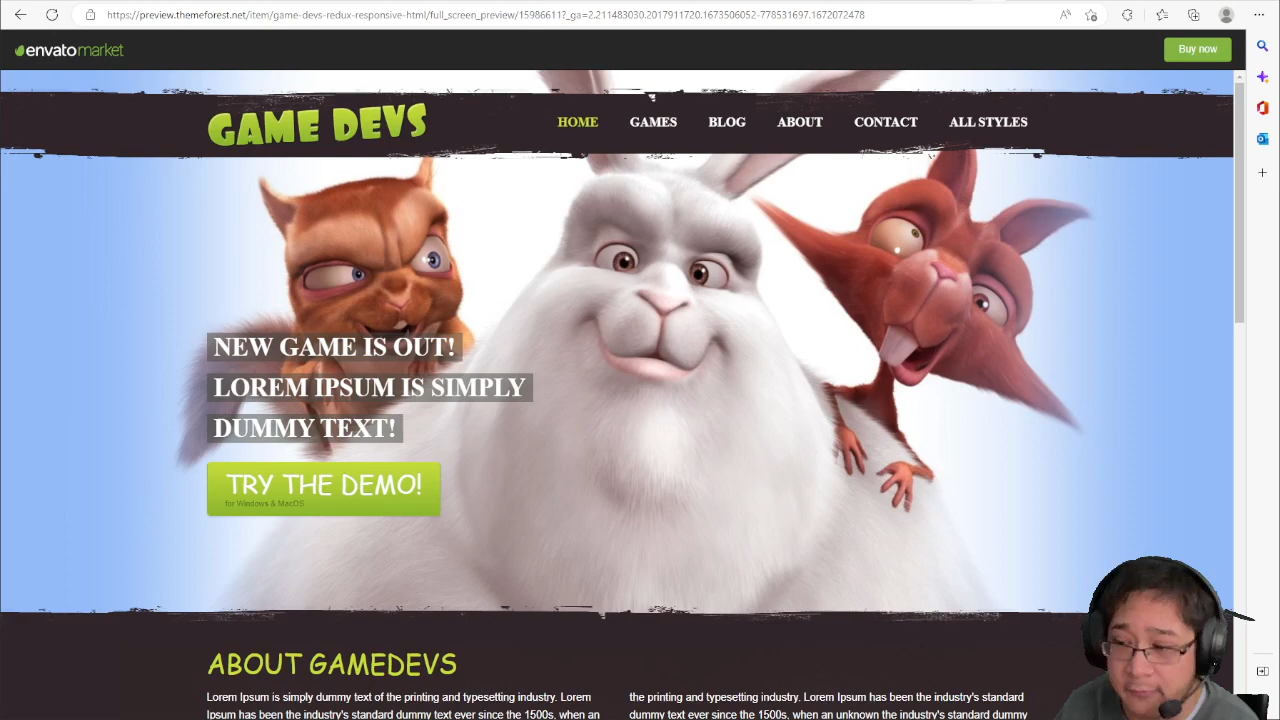 https://preview.themeforest.net/item/game-devs-redux-responsive-html/full_screen_preview/15986611?_ga=2.211483030.2017911720.1673506052-778531697.1672072478
envatomarket
Buy now
GAME DEVS
HOME
GAMES
BLOG
ABOUT
CONTACT
ALL STYLES
NEW GAME IS OUT!
LOREM IPSUM IS SIMPLY
DUMMY TEXT!
TRY THE DEMO!
for Windows & MacOS
ABOUT GAMEDEVS
Lorem Ipsum is simply dummy text of the printing and typesetting industry. Lorem
Ipsum has been the industry's standard dummy text ever since the 1500s, when an
the printing and typesetting industry. Lorem Ipsum has been the industry's standard
dummy text ever since the 1500s, when an unknown the industry's standard dummy